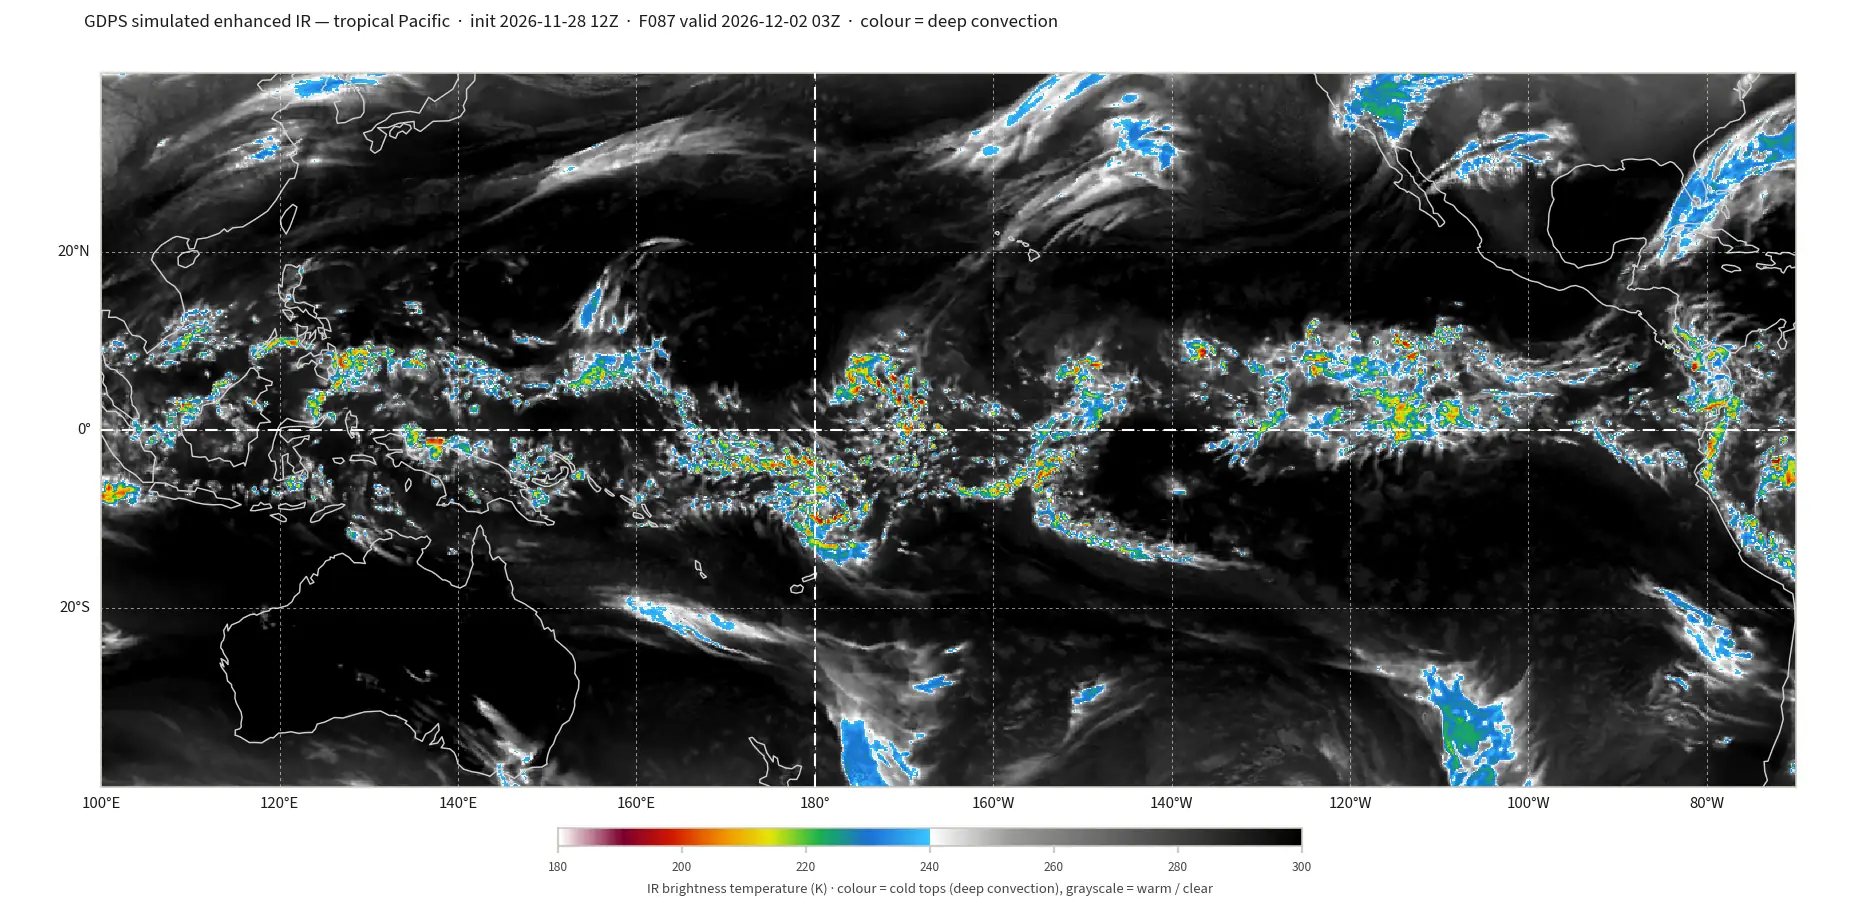 GDPS simulated enhanced IR — tropical Pacific · init 2026-11-28 12Z · F087 valid 2026-12-02 03Z · colour = deep convection
20°N
0°
20°S
100°E 120°E 140°E 160°E 180° 160°W 140°W 120°W 100°W 80°W
180 200 220 240 260 280 300
IR brightness temperature (K) · colour = cold tops (deep convection), grayscale = warm / clear